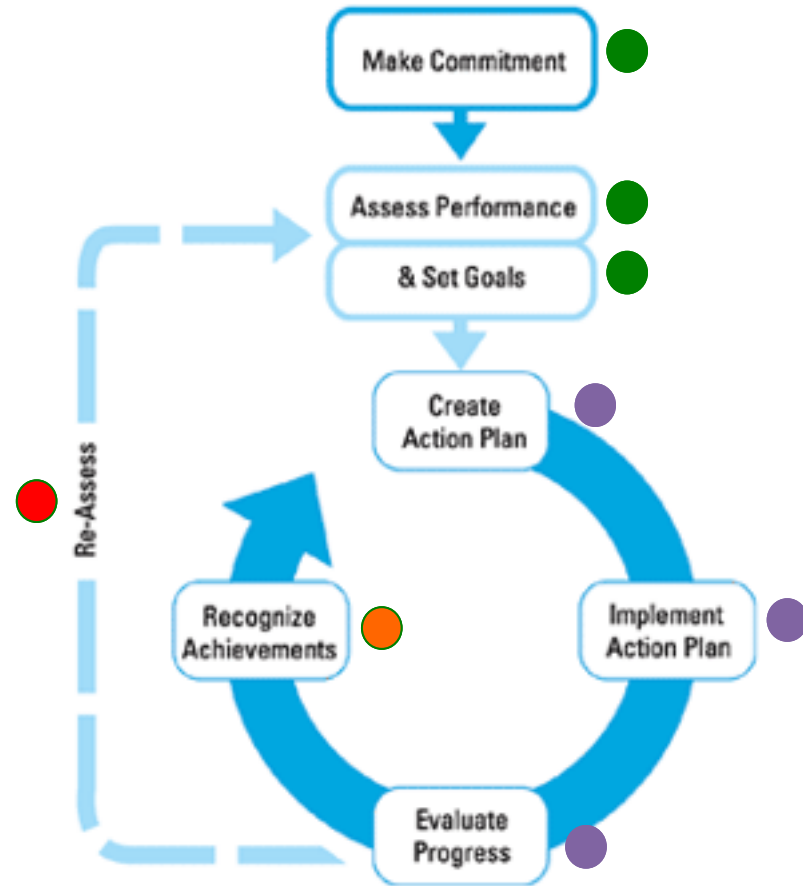 Make Commitment
Assess Performance
& Set Goals
Create
Action Plan
Re-Assess
Recognize
Achievements
Implement
Action Plan
Evaluate
Progress